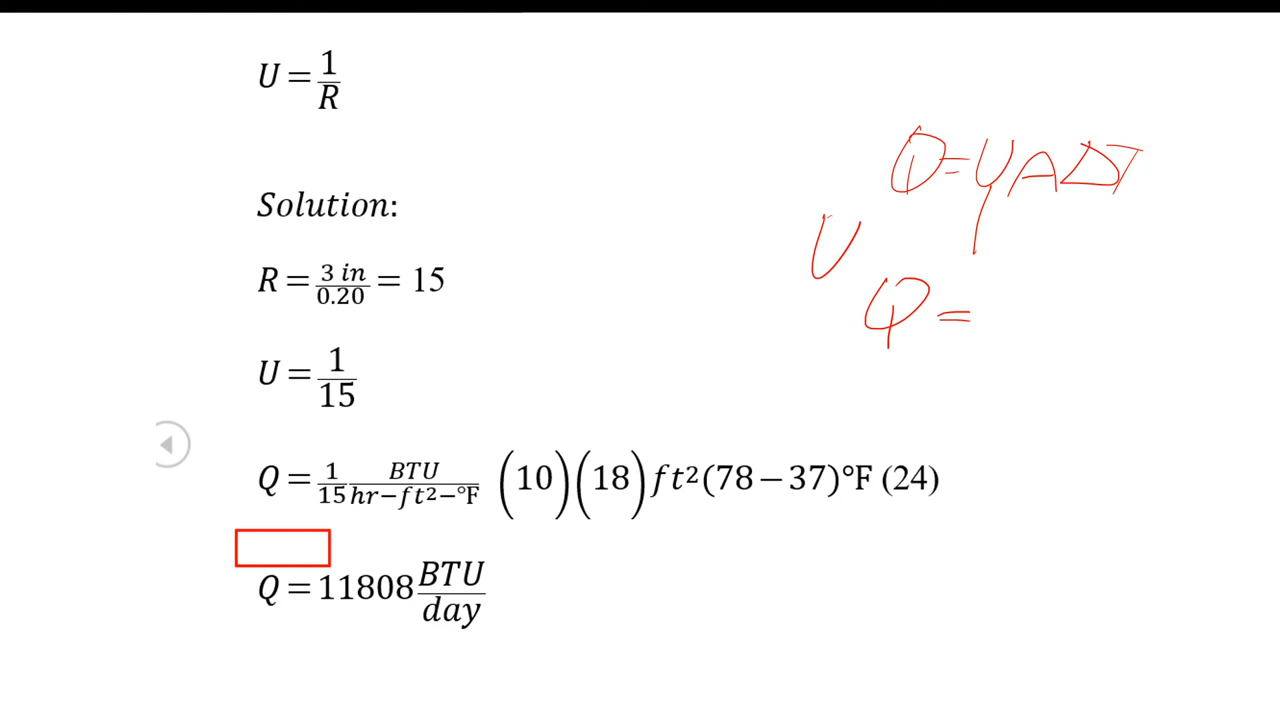 U = 1/R
Q = UAΔT
Solution:
U
R = 3 in/0.20 = 15
Q =
U = 1/15
Q = 1/15 BTU/hr−ft²−°F (10)(18) ft²(78 − 37)°F (24)
Q = 11808 BTU/day